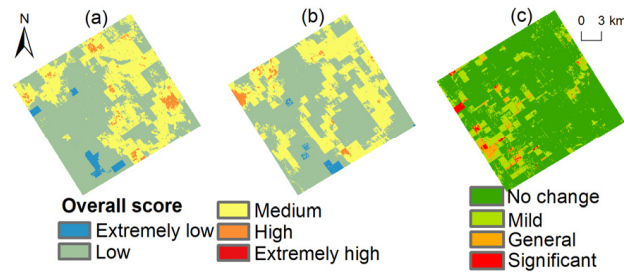 N
(a)
(b)
(c)
0 3 km
Overall score
Extremely low
Low
Medium
High
Extremely high
No change
Mild
General
Significant